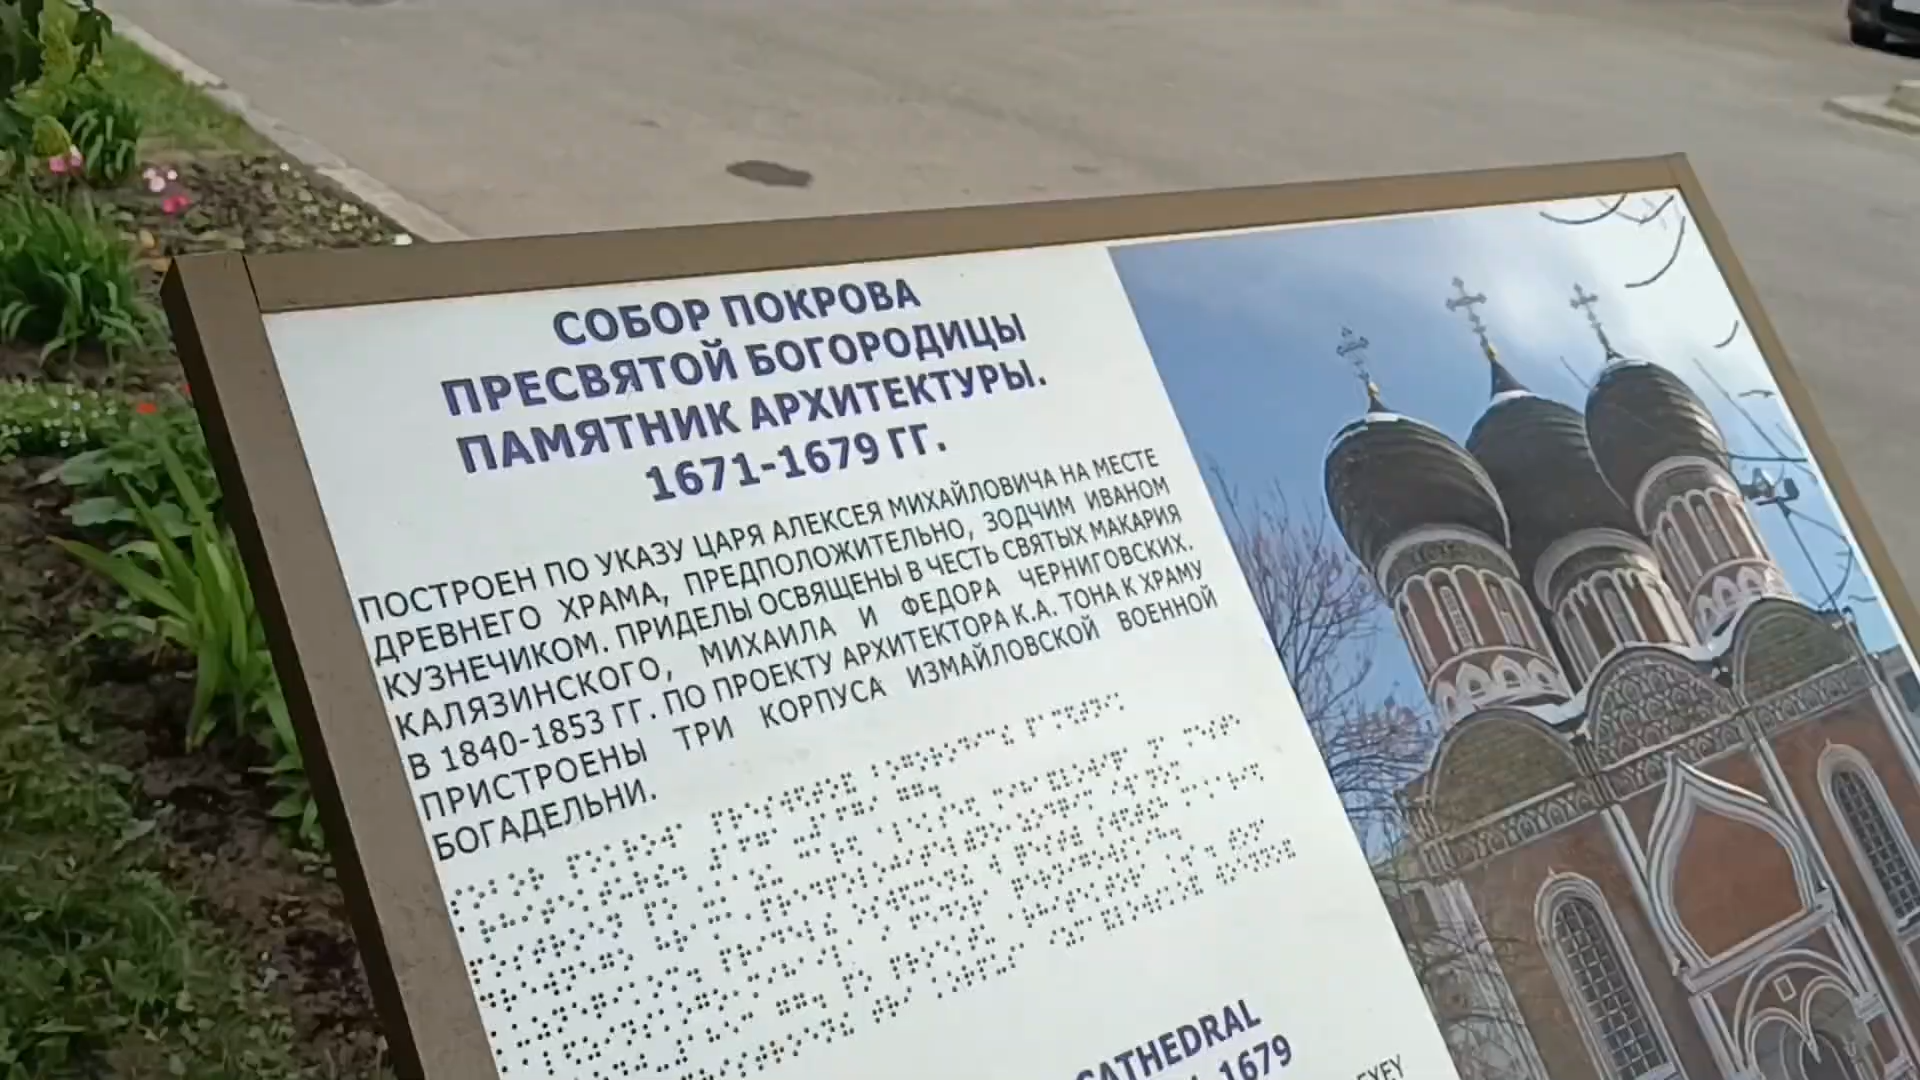 СОБОР ПОКРОВА
ПРЕСВЯТОЙ БОГОРОДИЦЫ
ПАМЯТНИК АРХИТЕКТУРЫ.
1671-1679 ГГ.
ПОСТРОЕН ПО УКАЗУ ЦАРЯ АЛЕКСЕЯ МИХАЙЛОВИЧА НА МЕСТЕ
ДРЕВНЕГО ХРАМА, ПРЕДПОЛОЖИТЕЛЬНО, ЗОДЧИМ ИВАНОМ
КУЗНЕЧИКОМ. ПРИДЕЛЫ ОСВЯЩЕНЫ В ЧЕСТЬ СВЯТЫХ МАКАРИЯ
КАЛЯЗИНСКОГО, МИХАИЛА И ФЕДОРА ЧЕРНИГОВСКИХ.
В 1840-1853 ГГ. ПО ПРОЕКТУ АРХИТЕКТОРА К.А. ТОНА К ХРАМУ
ПРИСТРОЕНЫ ТРИ КОРПУСА ИЗМАЙЛОВСКОЙ ВОЕННОЙ
БОГАДЕЛЬНИ.
CATHEDRAL
1679